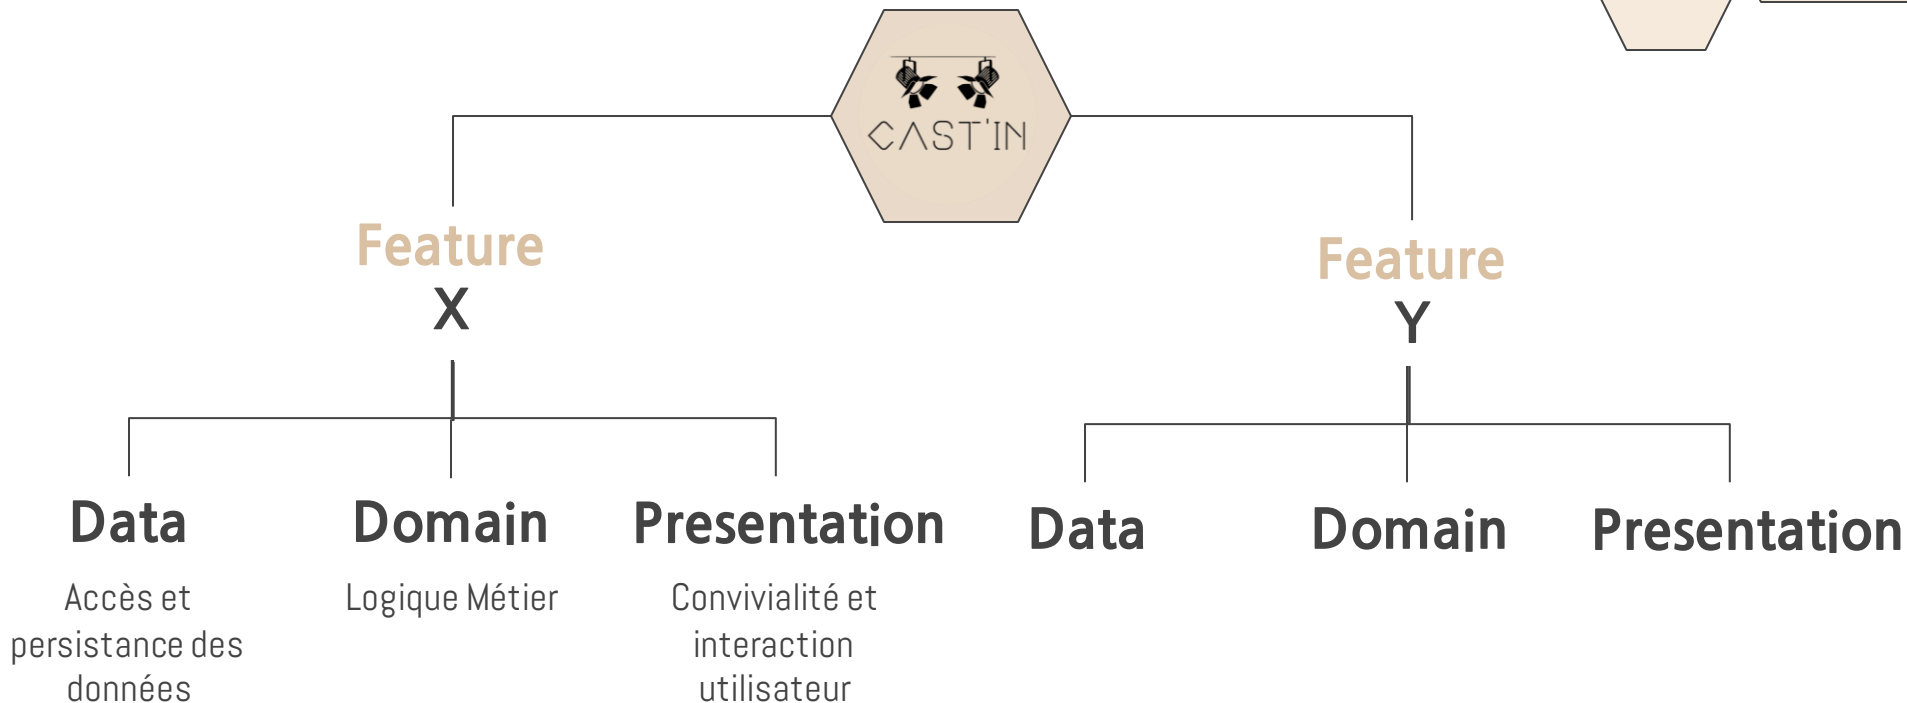 CAST'IN
Feature
X
Feature
Y
Data
Domain
Presentation
Data
Domain
Presentation
Accès et
persistance des
données
Logique Métier
Convivialité et
interaction
utilisateur